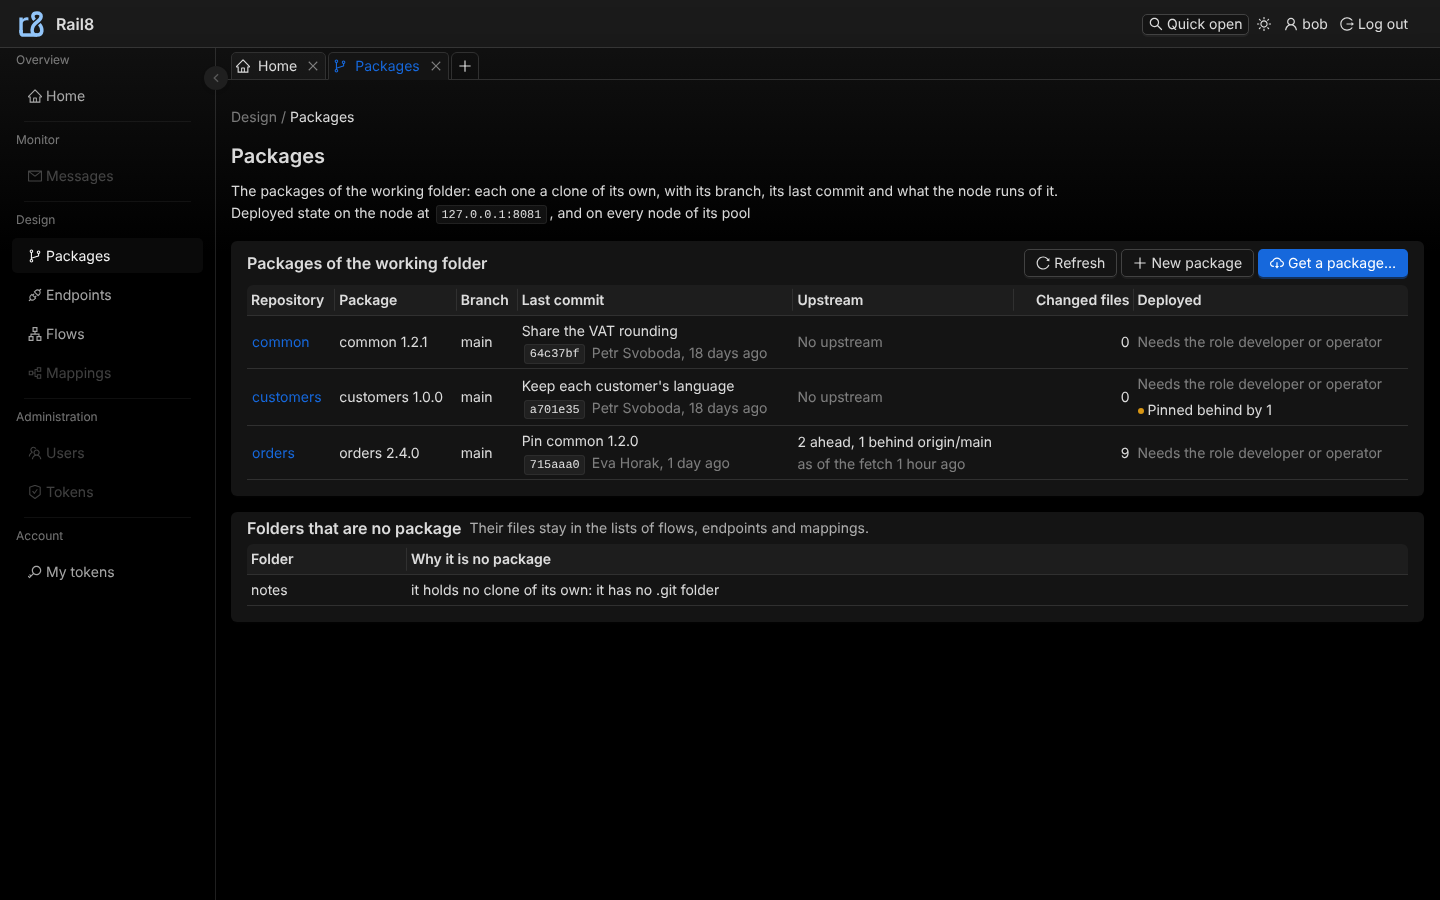 Rail8
Quick open
bob
Log out
Overview
Home
Monitor
Messages
Design
Packages
Endpoints
Flows
Mappings
Administration
Users
Tokens
Account
My tokens
Home
Packages
Design / Packages
Packages
The packages of the working folder: each one a clone of its own, with its branch, its last commit and what the node runs of it.
Deployed state on the node at 127.0.0.1:8081, and on every node of its pool
Packages of the working folder
Refresh
New package
Get a package...
Repository Package Branch Last commit Upstream Changed files Deployed
common common 1.2.1 main Share the VAT rounding No upstream 0 Needs the role developer or operator
64c37bf Petr Svoboda, 18 days ago
customers customers 1.0.0 main Keep each customer's language No upstream 0 Needs the role developer or operator
a701e35 Petr Svoboda, 18 days ago Pinned behind by 1
orders orders 2.4.0 main Pin common 1.2.0 2 ahead, 1 behind origin/main 9 Needs the role developer or operator
715aaa0 Eva Horak, 1 day ago as of the fetch 1 hour ago
Folders that are no package Their files stay in the lists of flows, endpoints and mappings.
Folder Why it is no package
notes it holds no clone of its own: it has no .git folder